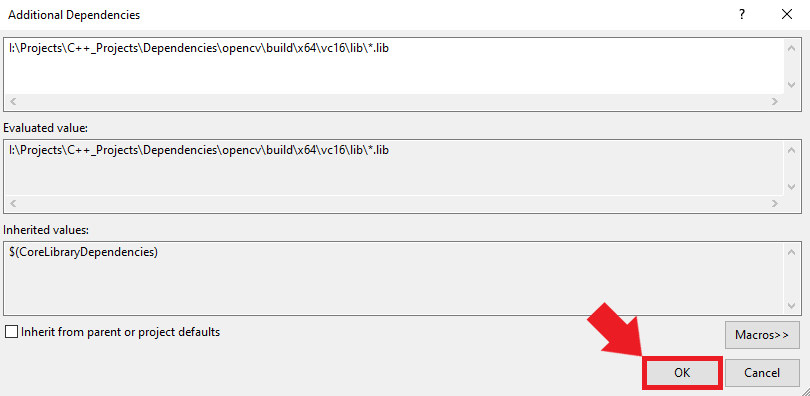 Additional Dependencies
?
I:\Projects\C++_Projects\Dependencies\opencv\build\x64\vc16\lib\*.lib
Evaluated value:
I:\Projects\C++_Projects\Dependencies\opencv\build\x64\vc16\lib\*.lib
Inherited values:
$(CoreLibraryDependencies)
Inherit from parent or project defaults
Macros>>
OK
Cancel